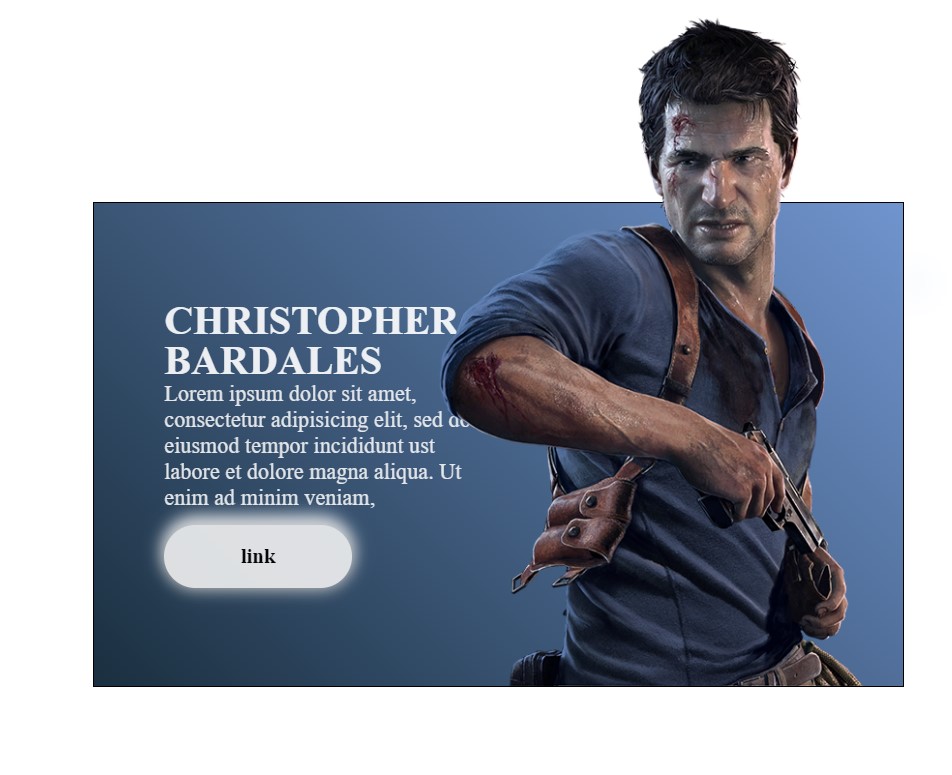 CHRISTOPHER
BARDALES
Lorem ipsum dolor sit amet,
consectetur adipisicing elit, sed do
eiusmod tempor incididunt ust
labore et dolore magna aliqua. Ut
enim ad minim veniam,
link